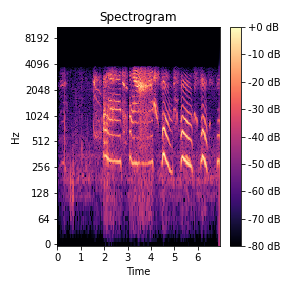 Spectrogram
8192
4096
2048
1024
512
256
128
64
0
Hz
0 1 2 3 4 5 6
Time
+0 dB
-10 dB
-20 dB
-30 dB
-40 dB
-50 dB
-60 dB
-70 dB
-80 dB